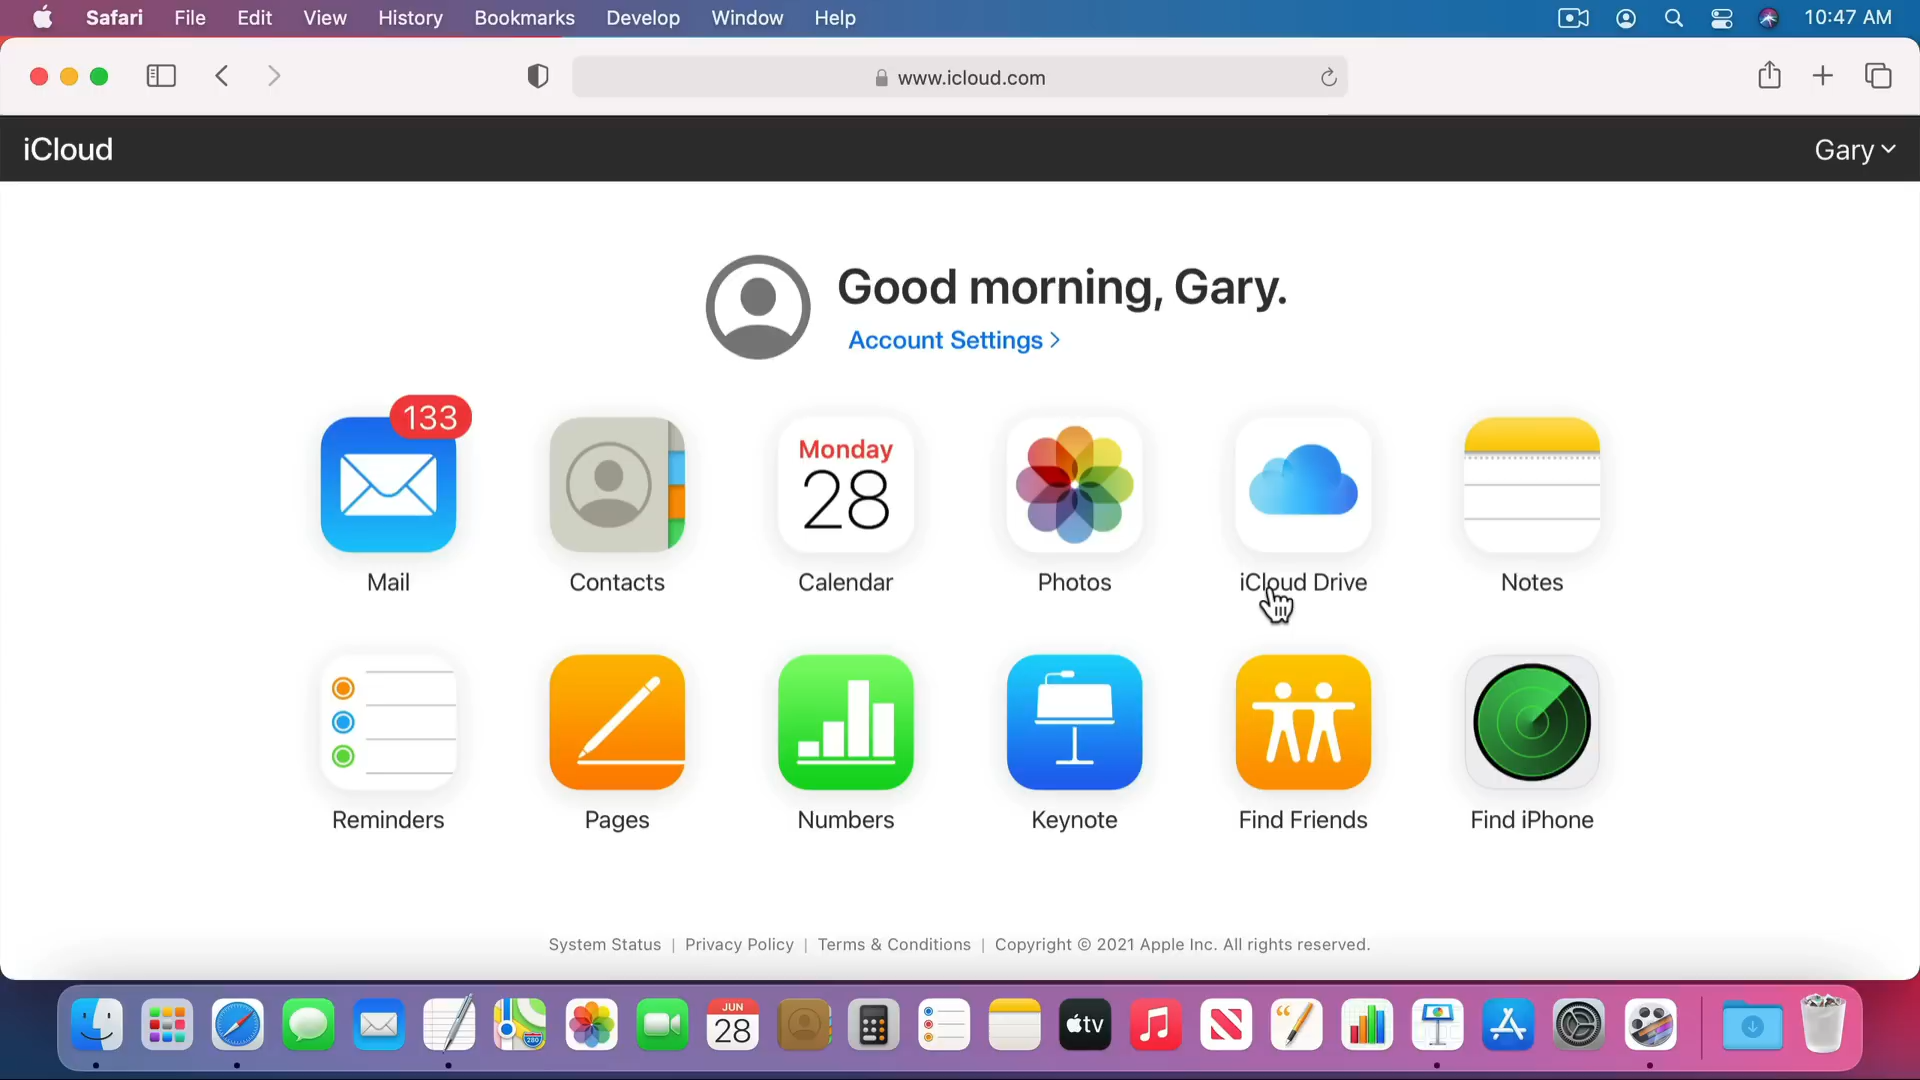 Safari File Edit View History Bookmarks Develop Window Help 10:47 AM
www.icloud.com
iCloud Gary
Good morning, Gary.
Account Settings >
133
Monday
28
Mail Contacts Calendar Photos iCloud Drive Notes
Reminders Pages Numbers Keynote Find Friends Find iPhone
System Status | Privacy Policy | Terms & Conditions | Copyright © 2021 Apple Inc. All rights reserved.
JUN
28
280
tv